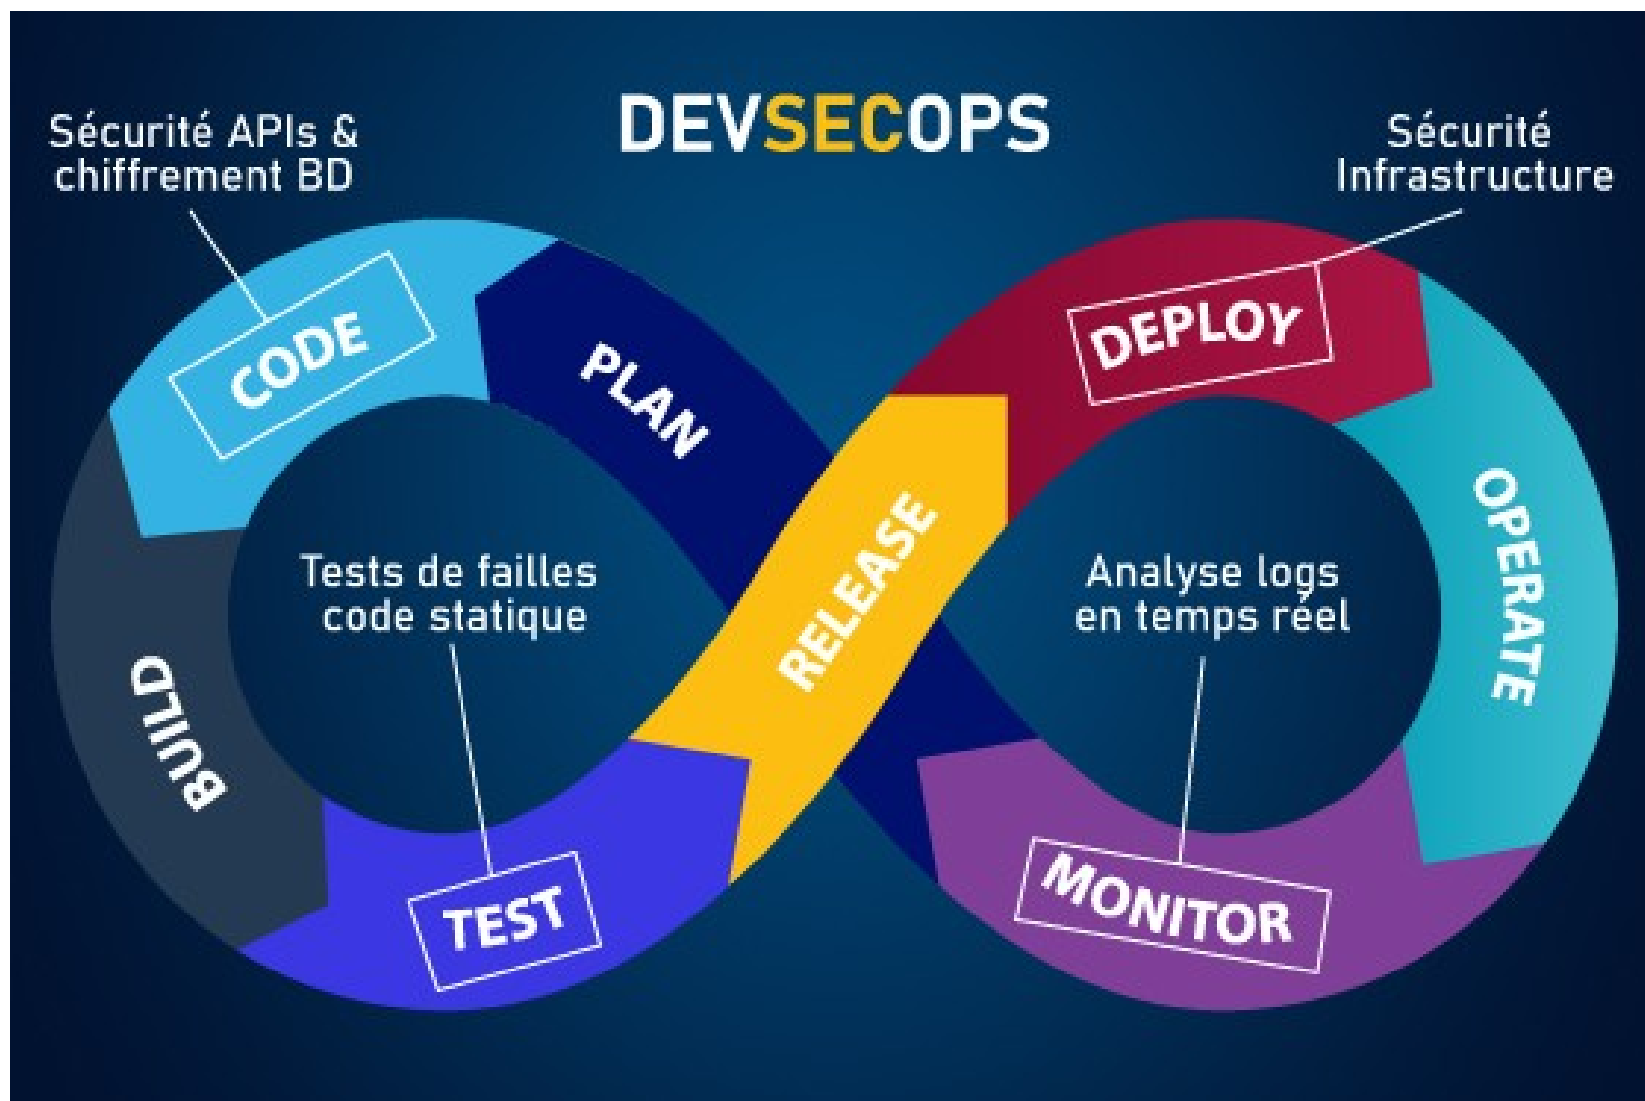 DEVSECOPS
Sécurité APIs &
chiffrement BD
Sécurité
Infrastructure
CODE
PLAN
DEPLOY
OPERATE
RELEASE
Tests de failles
code statique
Analyse logs
en temps réel
BUILD
TEST
MONITOR